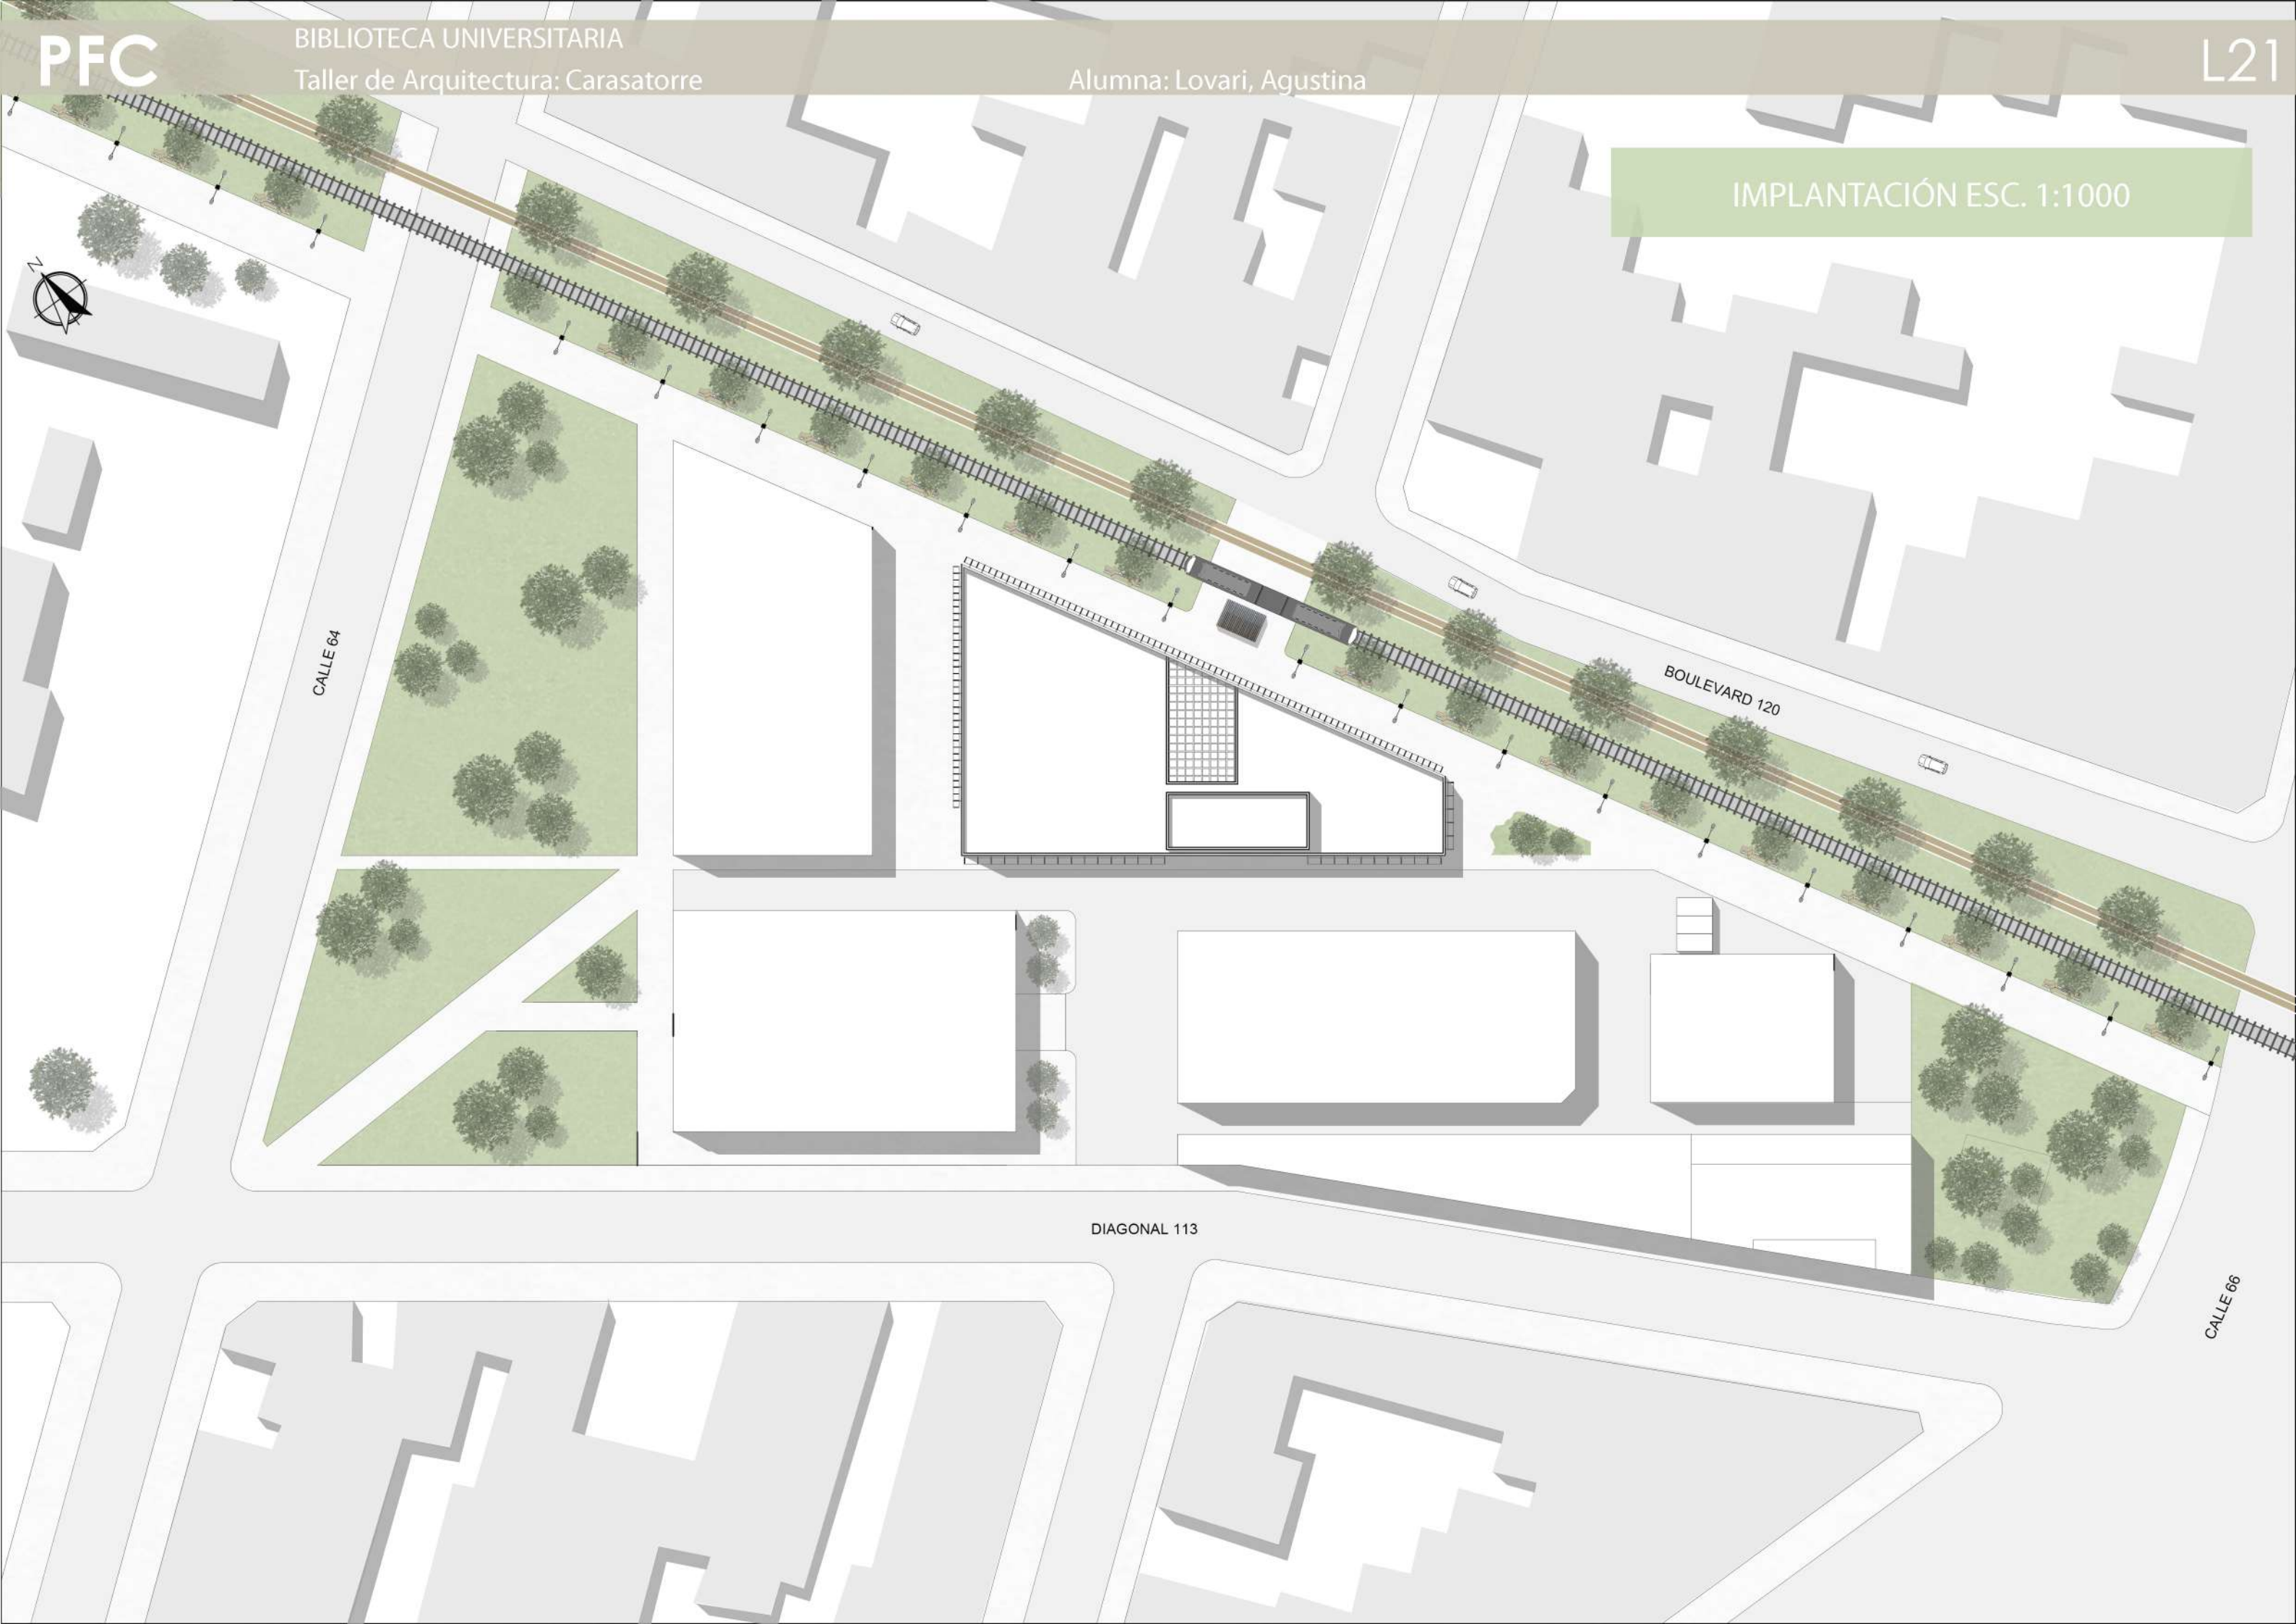 PFC
BIBLIOTECA UNIVERSITARIA
Taller de Arquitectura: Carasatorre
Alumna: Lovari, Agustina
L21
IMPLANTACIÓN ESC. 1:1000
N
CALLE 64
BOULEVARD 120
DIAGONAL 113
CALLE 66